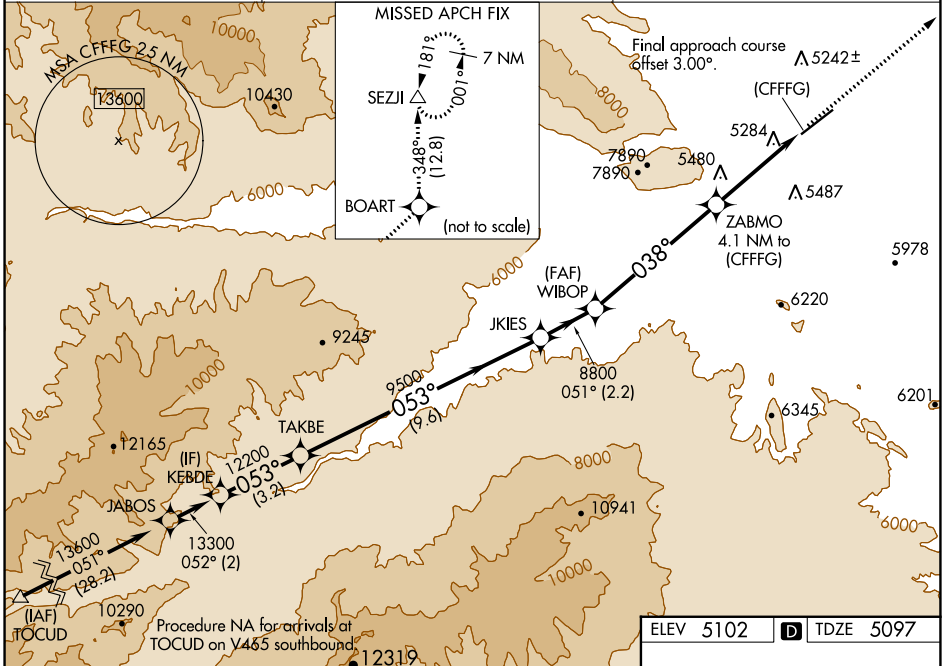 MISSED APCH FIX
181°
7 NM
SEZJI
001°
348°
(12.8)
BOART
(not to scale)
10000
MSA CFFFG 25 NM
13600
x
10430
6000
8000
Final approach course
offset 3.00°.
5242±
(CFFFG)
5284
7890
7890
5480
5487
ZABMO
4.1 NM to
(CFFFG)
5978
6000
038°
(FAF)
WIBOP
6220
JKIES
9245
8800
051° (2.2)
10000
9500
053°
(9.6)
6201
6345
TAKBE
12165
(IF)
KEBDE
12200
053°
(3.2)
8000
JABOS
10941
6000
13300
052° (2)
13600
051°
(28.2)
10000
(IAF)
TOCUD
10290
Procedure NA for arrivals at
TOCUD on V465 southbound.
12319
ELEV 5102
D
TDZE 5097